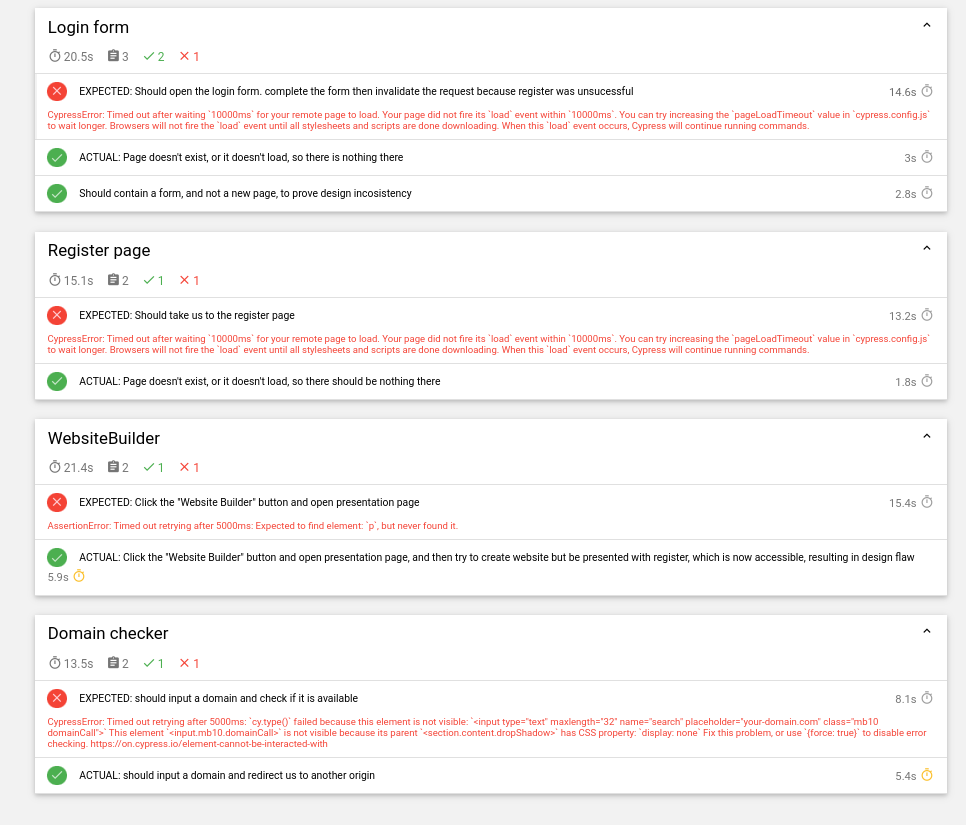 Login form
20.5s 3 2 1
EXPECTED: Should open the login form. complete the form then invalidate the request because register was unsucessful 14.6s
CypressError: Timed out after waiting `10000ms` for your remote page to load. Your page did not fire its `load` event within `10000ms`. You can try increasing the `pageLoadTimeout` value in `cypress.config.js`
to wait longer. Browsers will not fire the `load` event until all stylesheets and scripts are done downloading. When this `load` event occurs, Cypress will continue running commands.
ACTUAL: Page doesn't exist, or it doesn't load, so there is nothing there 3s
Should contain a form, and not a new page, to prove design incosistency 2.8s
Register page
15.1s 2 1 1
EXPECTED: Should take us to the register page 13.2s
CypressError: Timed out after waiting `10000ms` for your remote page to load. Your page did not fire its `load` event within `10000ms`. You can try increasing the `pageLoadTimeout` value in `cypress.config.js`
to wait longer. Browsers will not fire the `load` event until all stylesheets and scripts are done downloading. When this `load` event occurs, Cypress will continue running commands.
ACTUAL: Page doesn't exist, or it doesn't load, so there should be nothing there 1.8s
WebsiteBuilder
21.4s 2 1 1
EXPECTED: Click the "Website Builder" button and open presentation page 15.4s
AssertionError: Timed out retrying after 5000ms: Expected to find element: `p`, but never found it.
ACTUAL: Click the "Website Builder" button and open presentation page, and then try to create website but be presented with register, which is now accessible, resulting in design flaw
5.9s
Domain checker
13.5s 2 1 1
EXPECTED: should input a domain and check if it is available 8.1s
CypressError: Timed out retrying after 5000ms: `cy.type()` failed because this element is not visible: `<input type="text" maxlength="32" name="search" placeholder="your-domain.com" class="mb10
domainCall">` This element `<input.mb10.domainCall>` is not visible because its parent `<section.content.dropShadow>` has CSS property: `display: none` Fix this problem, or use `{force: true}` to disable error
checking. https://on.cypress.io/element-cannot-be-interacted-with
ACTUAL: should input a domain and redirect us to another origin 5.4s